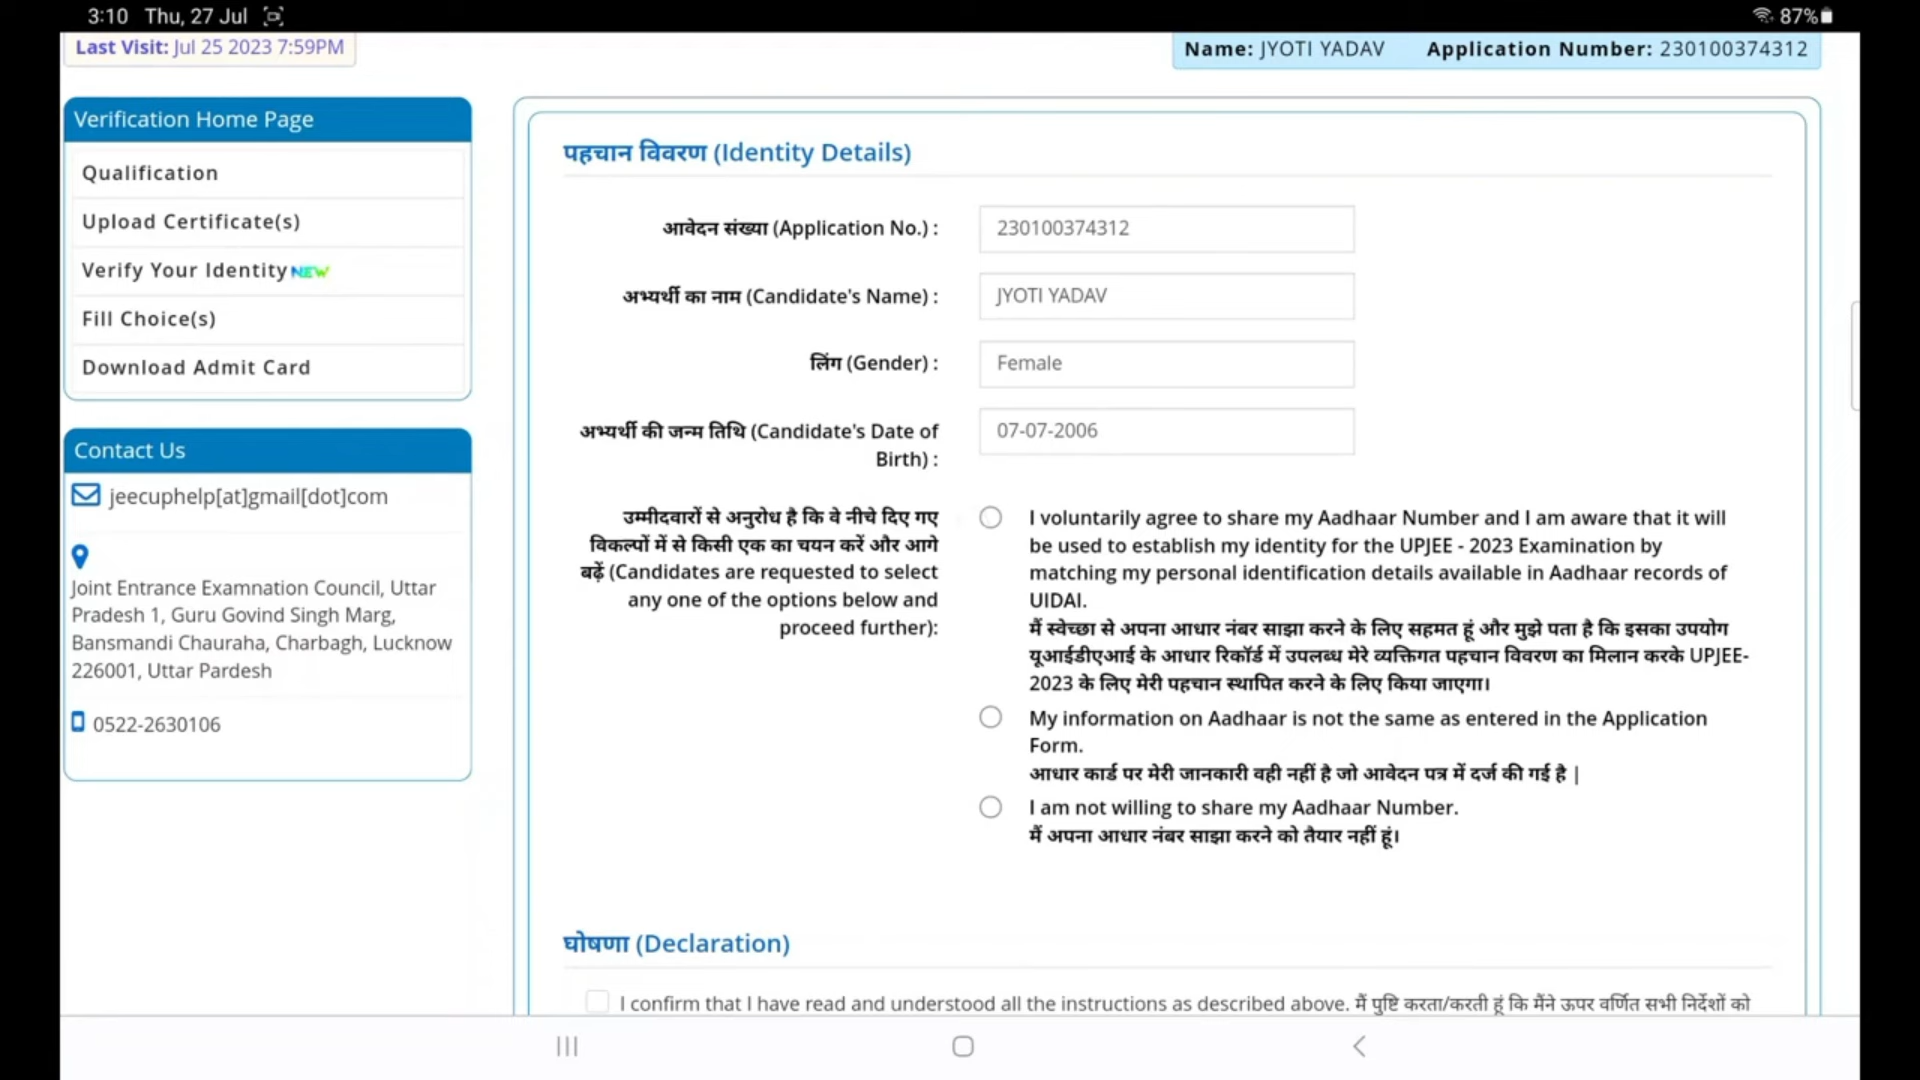 3:10 Thu, 27 Jul
87%
Last Visit: Jul 25 2023 7:59PM
Name: JYOTI YADAV Application Number: 230100374312
Verification Home Page
Qualification
Upload Certificate(s)
Verify Your Identity NEW
Fill Choice(s)
Download Admit Card
Contact Us
jeecuphelp[at]gmail[dot]com
Joint Entrance Examnation Council, Uttar
Pradesh 1, Guru Govind Singh Marg,
Bansmandi Chauraha, Charbagh, Lucknow
226001, Uttar Pardesh
0522-2630106
पहचान विवरण (Identity Details)
आवेदन संख्या (Application No.) : 230100374312
अभ्यर्थी का नाम (Candidate's Name) : JYOTI YADAV
लिंग (Gender) : Female
अभ्यर्थी की जन्म तिथि (Candidate's Date of
Birth) :
07-07-2006
उम्मीदवारों से अनुरोध है कि वे नीचे दिए गए
विकल्पों में से किसी एक का चयन करें और आगे
बढ़ें (Candidates are requested to select
any one of the options below and
proceed further):
I voluntarily agree to share my Aadhaar Number and I am aware that it will
be used to establish my identity for the UPJEE - 2023 Examination by
matching my personal identification details available in Aadhaar records of
UIDAI.
मैं स्वेच्छा से अपना आधार नंबर साझा करने के लिए सहमत हूं और मुझे पता है कि इसका उपयोग
यूआईडीएआई के आधार रिकॉर्ड में उपलब्ध मेरे व्यक्तिगत पहचान विवरण का मिलान करके UPJEE-
2023 के लिए मेरी पहचान स्थापित करने के लिए किया जाएगा।
My information on Aadhaar is not the same as entered in the Application
Form.
आधार कार्ड पर मेरी जानकारी वही नहीं है जो आवेदन पत्र में दर्ज की गई है |
I am not willing to share my Aadhaar Number.
मैं अपना आधार नंबर साझा करने को तैयार नहीं हूं।
घोषणा (Declaration)
I confirm that I have read and understood all the instructions as described above. मैं पुष्टि करता/करती हूं कि मैंने ऊपर वर्णित सभी निर्देशों को